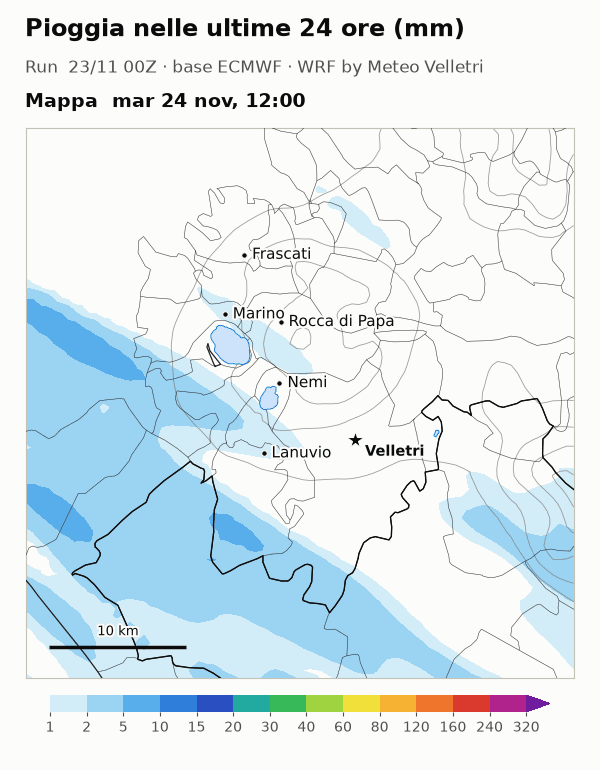 Pioggia nelle ultime 24 ore (mm)
Run 23/11 00Z · base ECMWF · WRF by Meteo Velletri
Mappa mar 24 nov, 12:00
Frascati
Marino
Rocca di Papa
Nemi
Velletri
Lanuvio
10 km
1 2 5 10 15 20 30 40 60 80 120 160 240 320